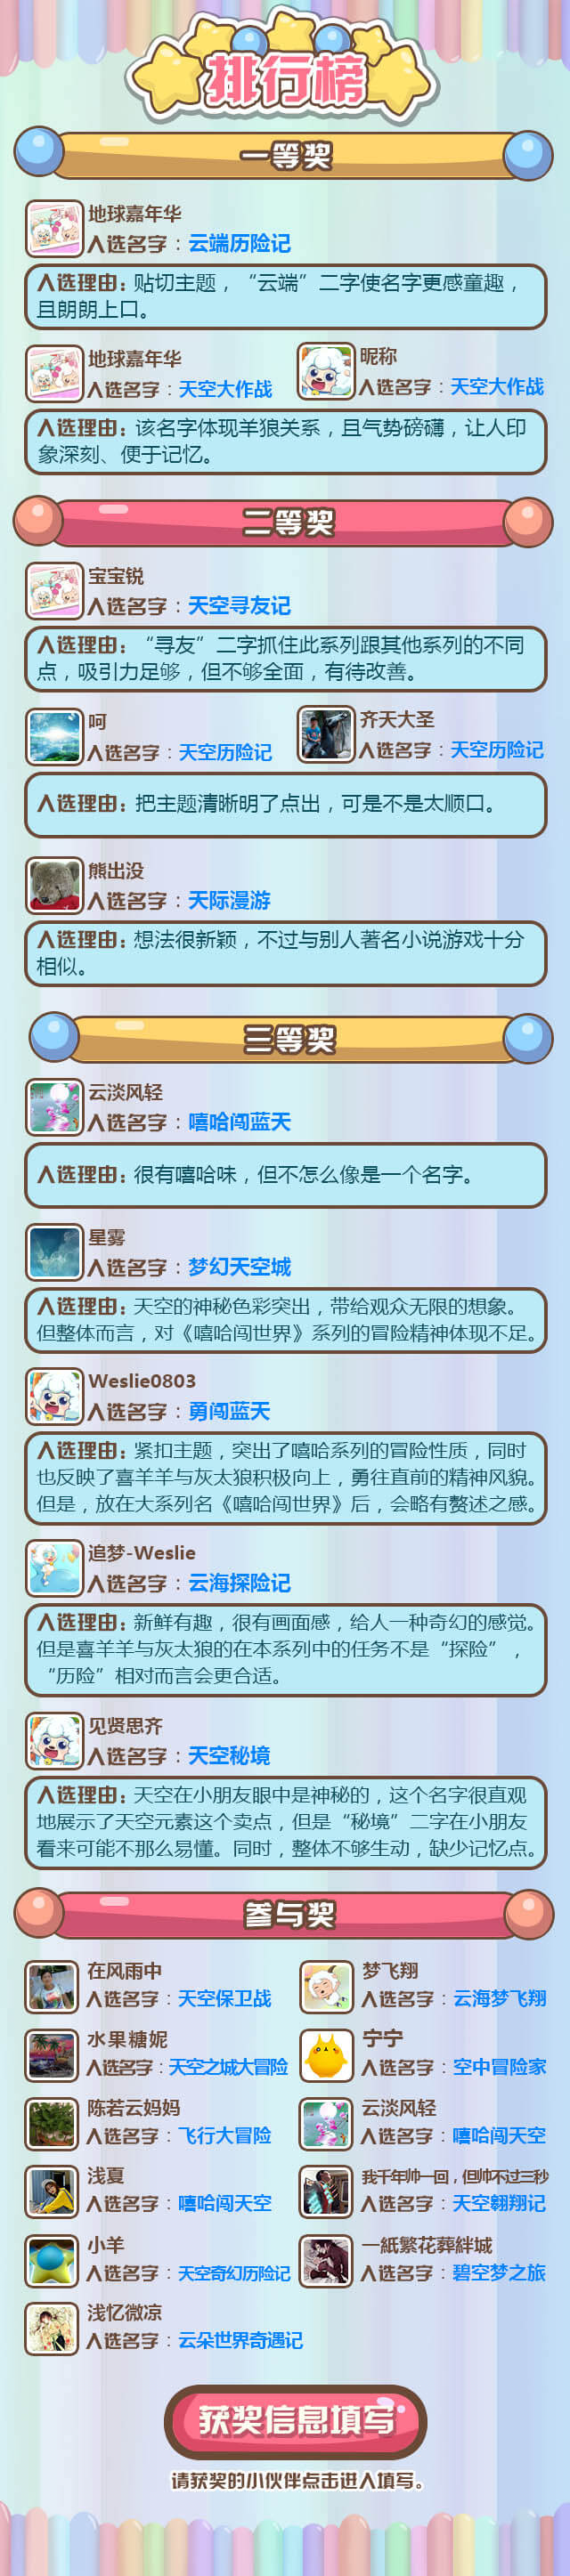 排行榜
一等奖
地球嘉年华
入选名字：云端历险记
入选理由：贴切主题，“云端”二字使名字更感童趣，
且朗朗上口。
地球嘉年华
入选名字：天空大作战
昵称
入选名字：天空大作战
入选理由：该名字体现羊狼关系，且气势磅礴，让人印
象深刻、便于记忆。
二等奖
宝宝锐
入选名字：天空寻友记
入选理由：“寻友”二字抓住此系列跟其他系列的不同
点，吸引力足够，但不够全面，有待改善。
呵
入选名字：天空历险记
齐天大圣
入选名字：天空历险记
入选理由：把主题清晰明了点出，可是不是太顺口。
熊出没
入选名字：天际漫游
入选理由：想法很新颖，不过与别人著名小说游戏十分
相似。
三等奖
云淡风轻
入选名字：嘻哈闯蓝天
入选理由：很有嘻哈味，但不怎么像是一个名字。
星雾
入选名字：梦幻天空城
入选理由：天空的神秘色彩突出，带给观众无限的想象。
但整体而言，对《嘻哈闯世界》系列的冒险精神体现不足。
Weslie0803
入选名字：勇闯蓝天
入选理由：紧扣主题，突出了嘻哈系列的冒险性质，同时
也反映了喜羊羊与灰太狼积极向上，勇往直前的精神风貌。
但是，放在大系列名《嘻哈闯世界》后，会略有赘述之感。
追梦-Weslie
入选名字：云海探险记
入选理由：新鲜有趣，很有画面感，给人一种奇幻的感觉。
但是喜羊羊与灰太狼的在本系列中的任务不是“探险”，
“历险”相对而言会更合适。
见贤思齐
入选名字：天空秘境
入选理由：天空在小朋友眼中是神秘的，这个名字很直观
地展示了天空元素这个卖点，但是“秘境”二字在小朋友
看来可能不那么易懂。同时，整体不够生动，缺少记忆点。
参与奖
在风雨中
入选名字：天空保卫战
梦飞翔
入选名字：云海梦飞翔
水果糖妮
入选名字：天空之城大冒险
宁宁
入选名字：空中冒险家
陈若云妈妈
入选名字：飞行大冒险
云淡风轻
入选名字：嘻哈闯天空
浅夏
入选名字：嘻哈闯天空
我千年帅一回，但帅不过三秒
入选名字：天空翱翔记
小羊
入选名字：天空奇幻历险记
一紙繁花葬絆城
入选名字：碧空梦之旅
浅忆微凉
入选名字：云朵世界奇遇记
获奖信息填写
请获奖的小伙伴点击进入填写。